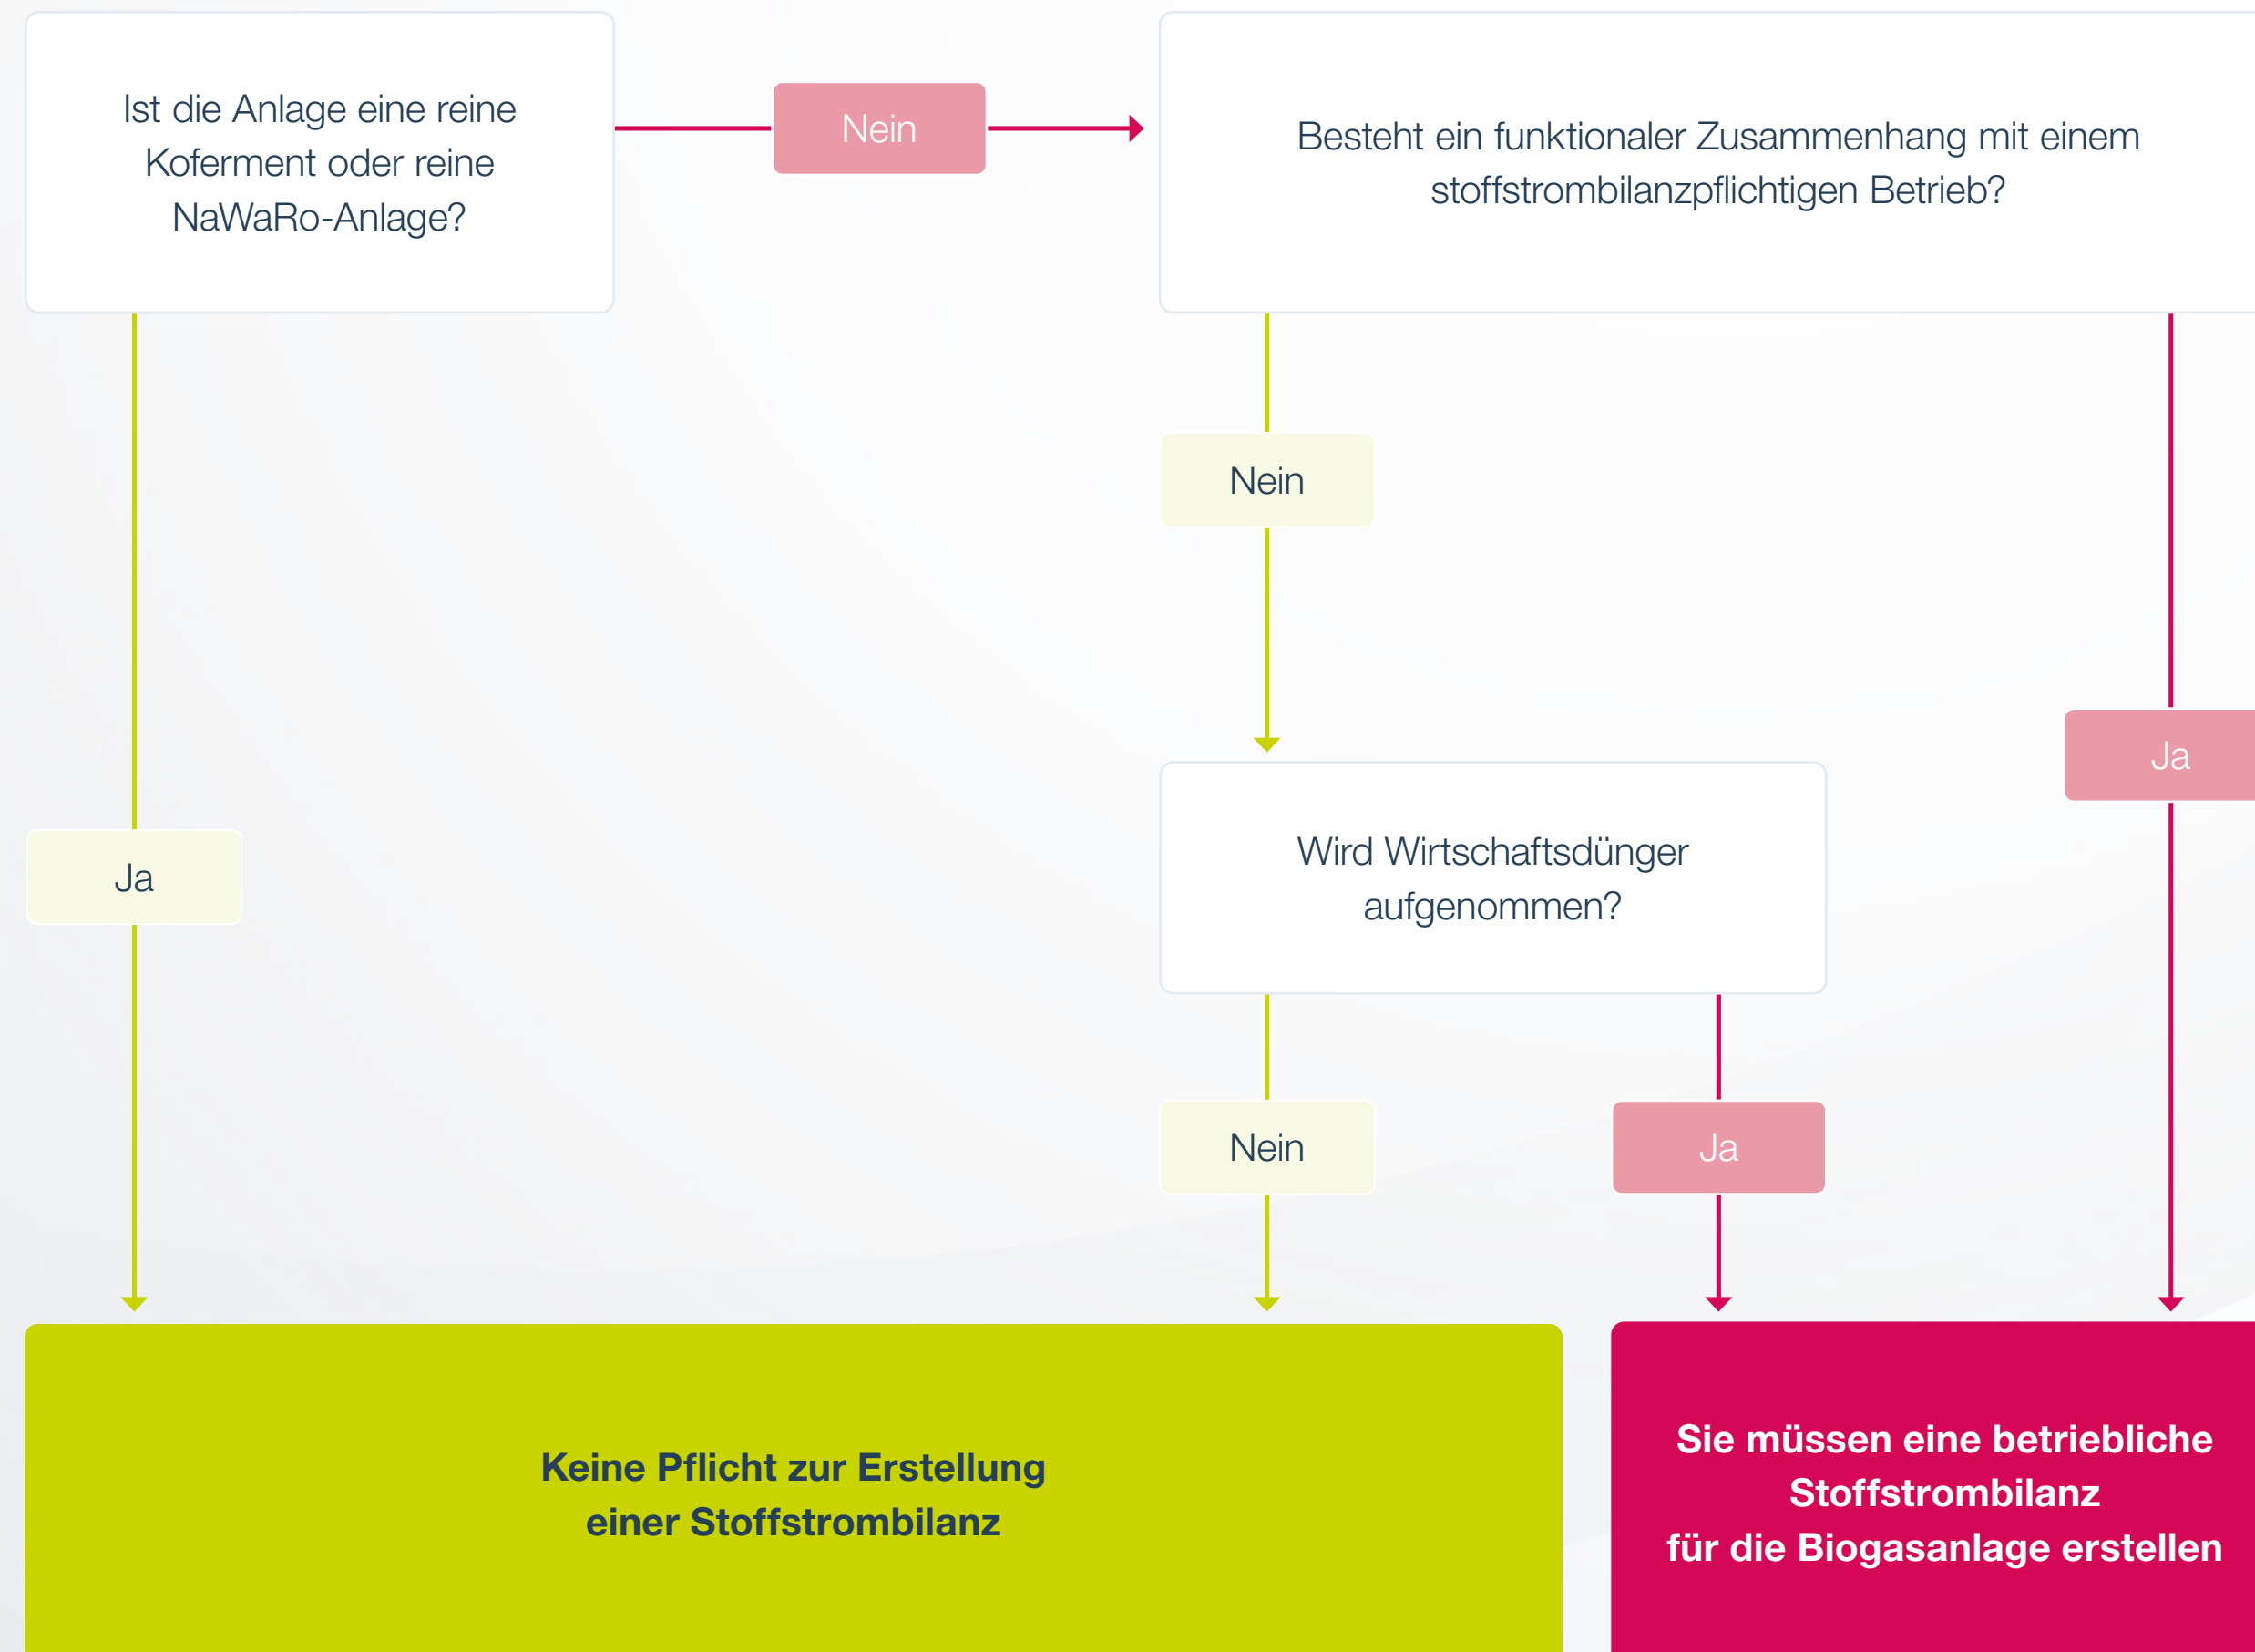 Ist die Anlage eine reine
Koferment oder reine
NaWaRo-Anlage?
Nein
Besteht ein funktionaler Zusammenhang mit einem
stoffstrombilanzpflichtigen Betrieb?
Nein
Ja
Wird Wirtschaftsdünger
aufgenommen?
Ja
Nein
Ja
Keine Pflicht zur Erstellung
einer Stoffstrombilanz
Sie müssen eine betriebliche
Stoffstrombilanz
für die Biogasanlage erstellen